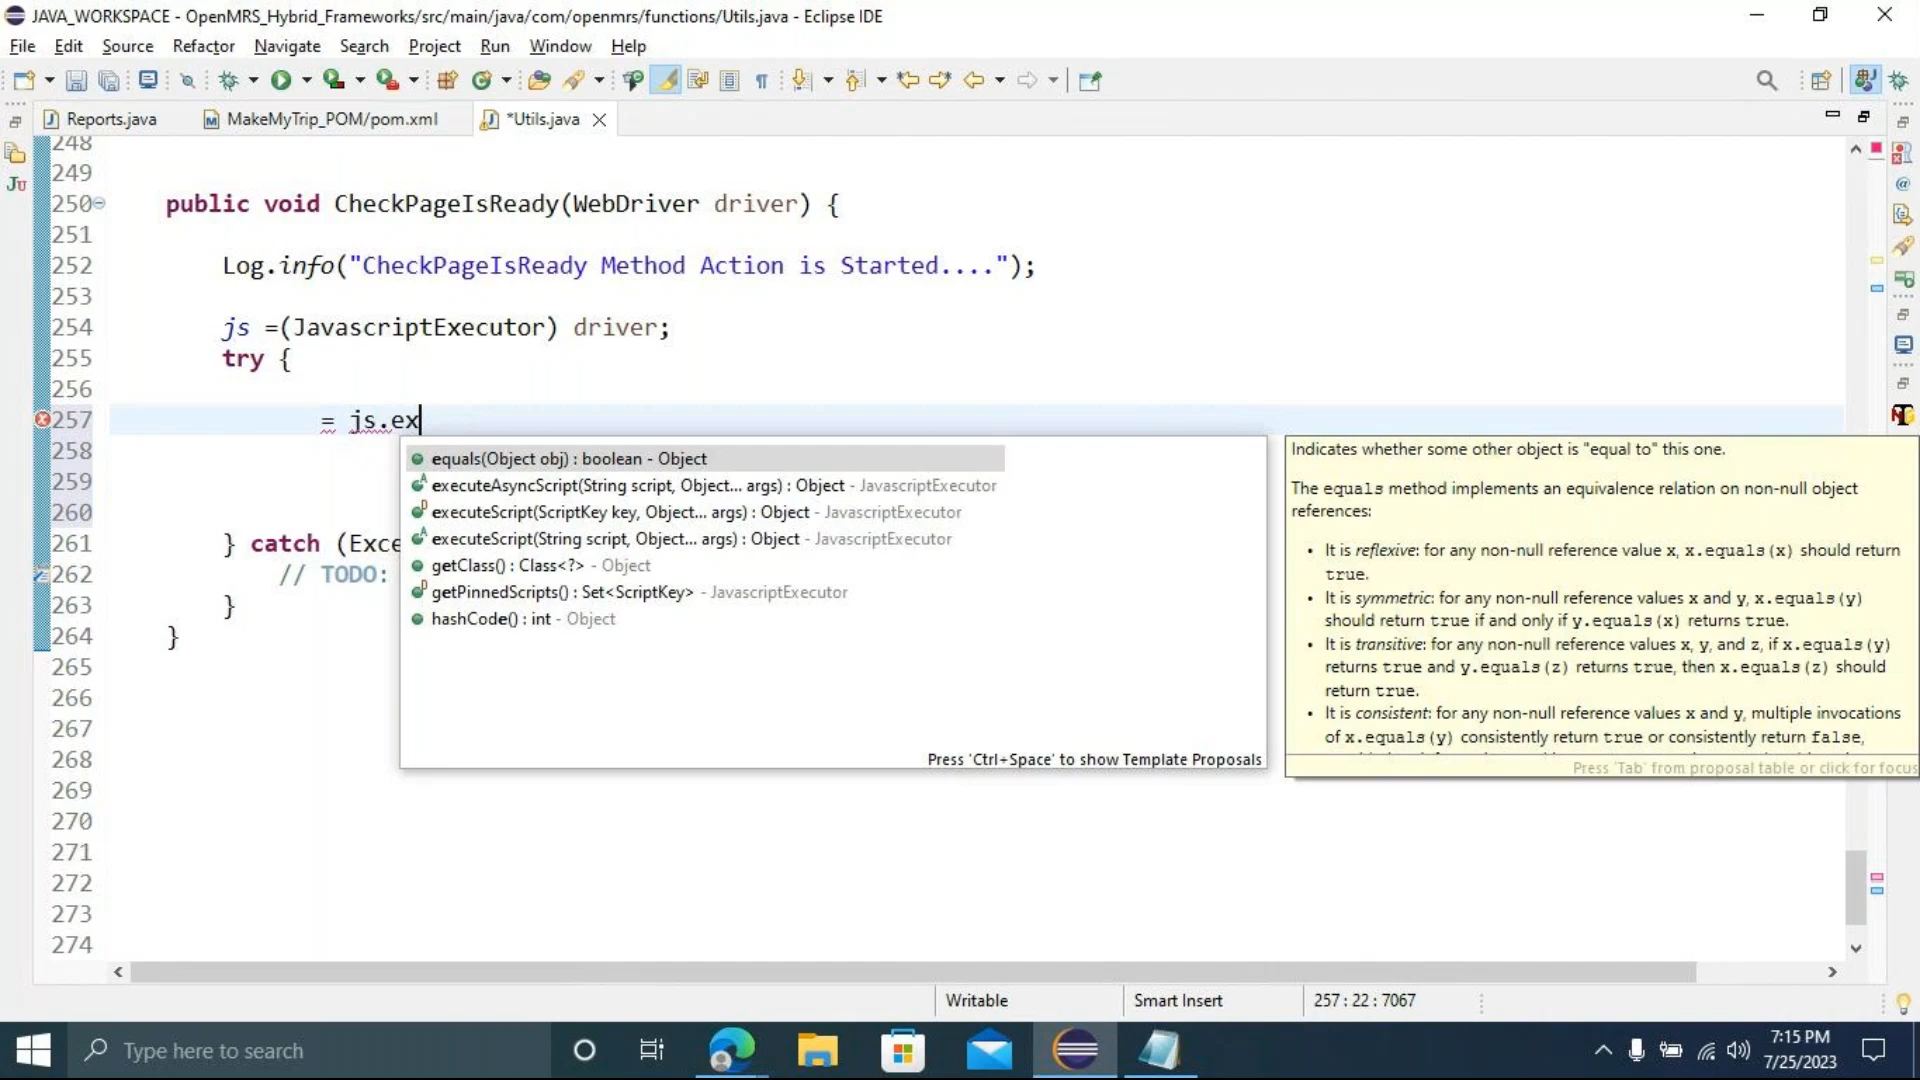 JAVA_WORKSPACE - OpenMRS_Hybrid_Frameworks/src/main/java/com/openmrs/functions/Utils.java - Eclipse IDE
File Edit Source Refactor Navigate Search Project Run Window Help
Reports.java MakeMyTrip_POM/pom.xml *Utils.java
248
249
250 public void CheckPageIsReady(WebDriver driver) {
251
252 Log.info("CheckPageIsReady Method Action is Started....");
253
254 js =(JavascriptExecutor) driver;
255 try {
256
257 = js.ex
258
259
260
261 } catch (Exce
262 // TODO:
263 }
264 }
265
266
267
268
269
270
271
272
273
274
equals(Object obj) : boolean - Object
executeAsyncScript(String script, Object... args) : Object - JavascriptExecutor
executeScript(ScriptKey key, Object... args) : Object - JavascriptExecutor
executeScript(String script, Object... args) : Object - JavascriptExecutor
getClass() : Class<?> - Object
getPinnedScripts() : Set<ScriptKey> - JavascriptExecutor
hashCode() : int - Object
Press 'Ctrl+Space' to show Template Proposals
Indicates whether some other object is "equal to" this one.
The equals method implements an equivalence relation on non-null object
references:
• It is reflexive: for any non-null reference value x, x.equals(x) should return
true.
• It is symmetric: for any non-null reference values x and y, x.equals(y)
should return true if and only if y.equals(x) returns true.
• It is transitive: for any non-null reference values x, y, and z, if x.equals(y)
returns true and y.equals(z) returns true, then x.equals(z) should
return true.
• It is consistent: for any non-null reference values x and y, multiple invocations
of x.equals(y) consistently return true or consistently return false,
Press 'Tab' from proposal table or click for focus
Writable Smart Insert 257 : 22 : 7067
Type here to search
7:15 PM
7/25/2023